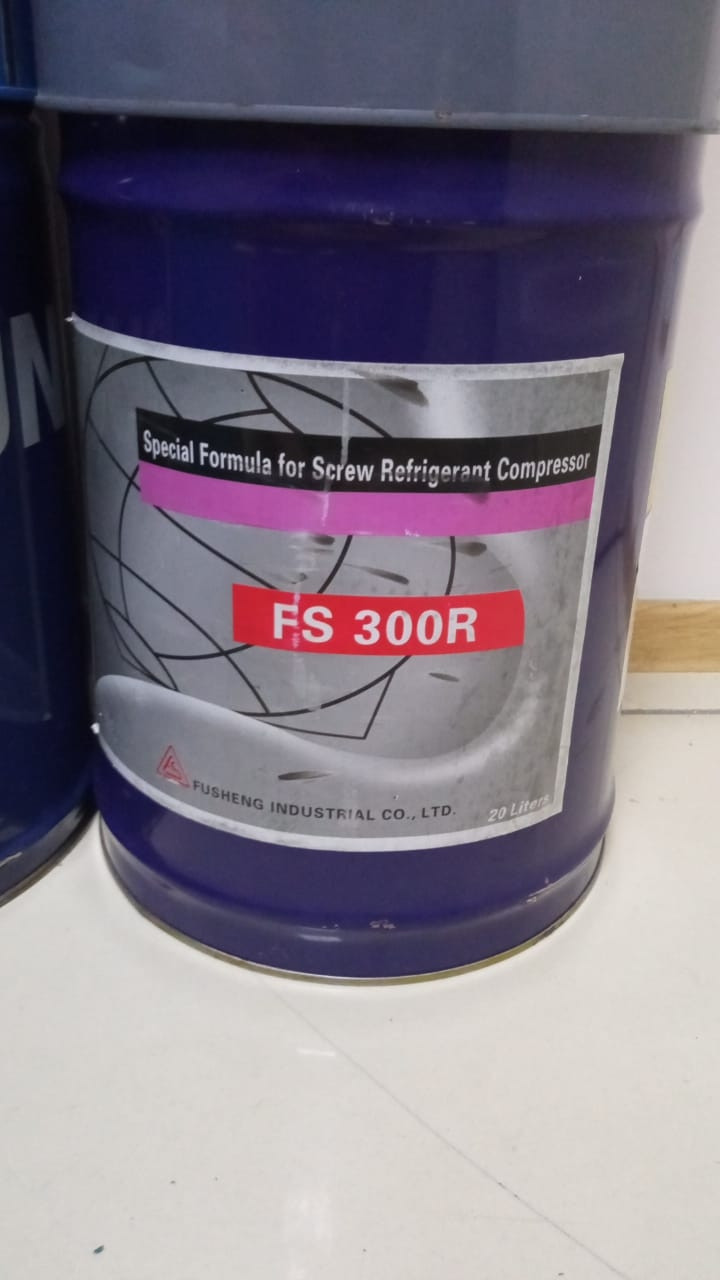 Special Formula for Screw Refrigerant Compressor
FS 300R
FUSHENG INDUSTRIAL CO., LTD.
20 Liters